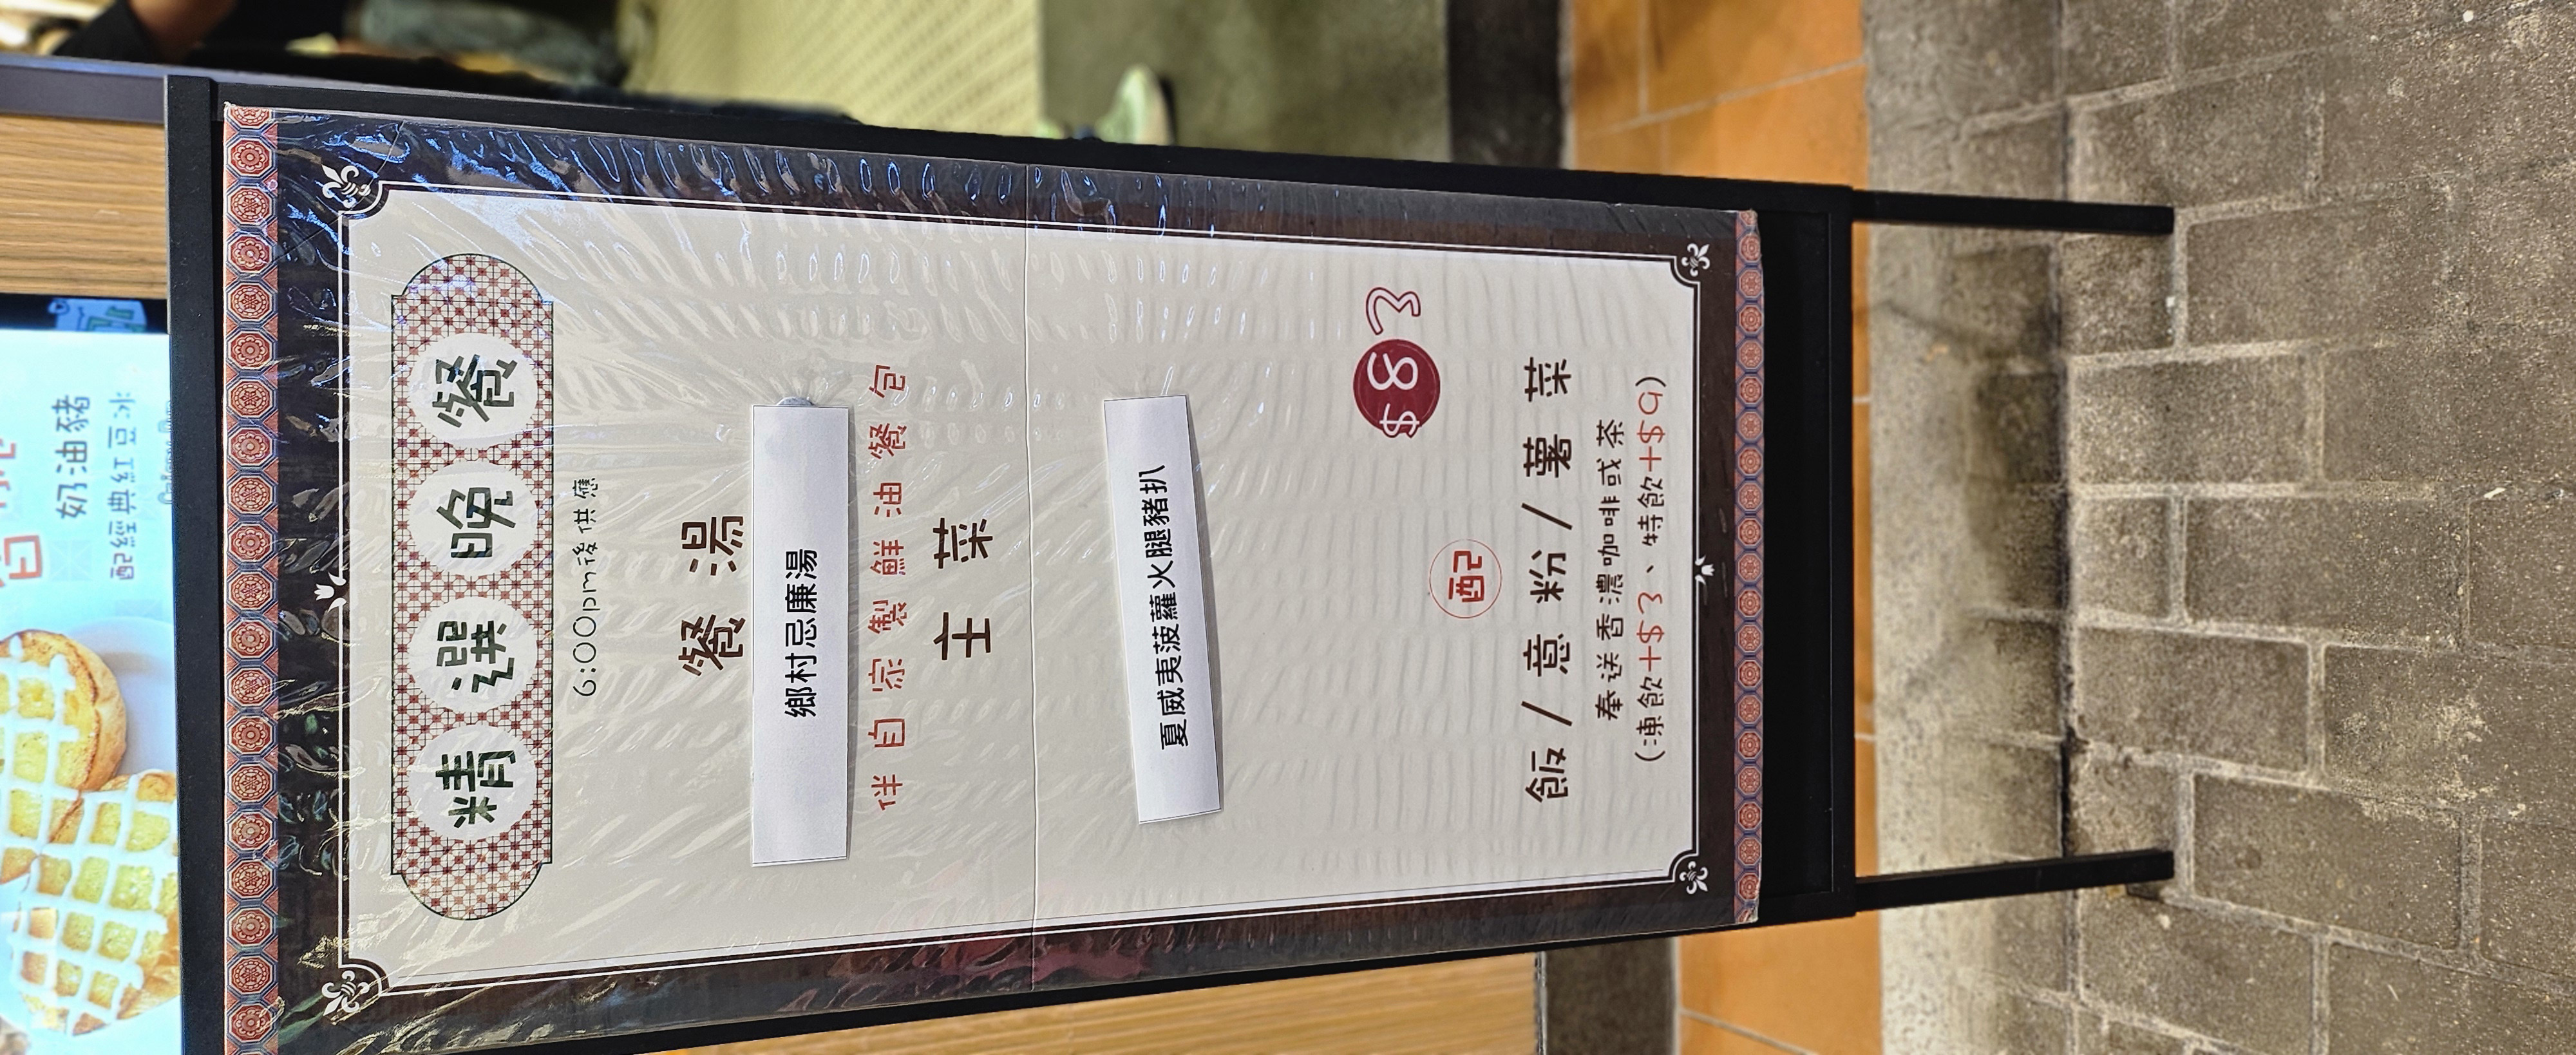 精選晚餐
6:00pm後供應
餐湯
鄉村忌廉湯
伴自家製鮮油餐包
主菜
夏威夷菠蘿火腿豬扒
$83
配
飯/意粉/薯菜
奉送香濃咖啡或茶
(凍飲+$3、特飲+$9)
奶油豬
配經典紅豆冰